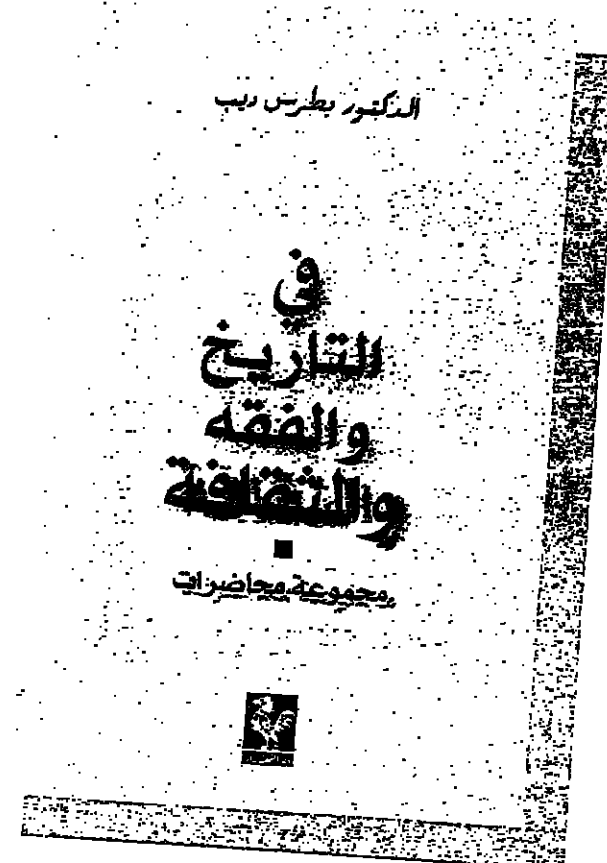 الدكتور بطرس ديب
في
التاريخ
والفقه
والثقافة
مجموعة محاضرات